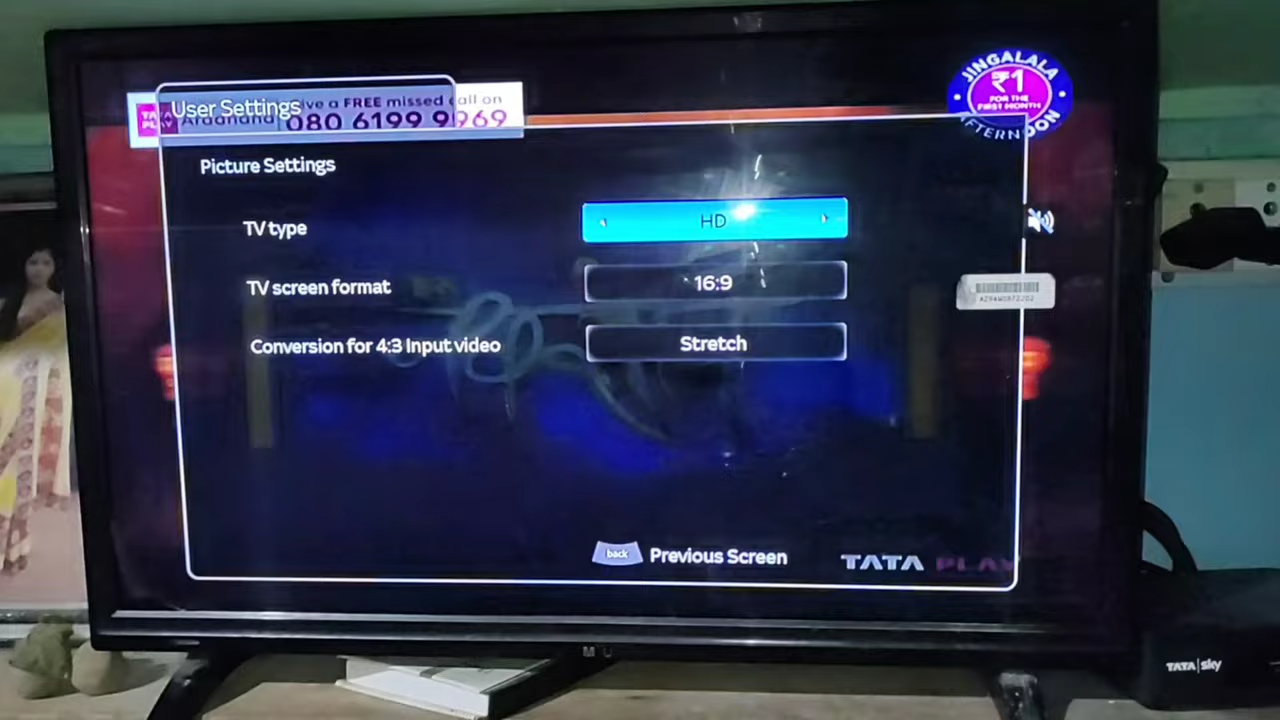 User Settings
ve a FREE missed call on
080 6199 9969
TATA PLAY
JINGALALA
₹1
FOR THE
FIRST MONTH
AFTERNOON
Picture Settings
TV type
HD
TV screen format
16:9
Conversion for 4:3 Input video
Stretch
back
Previous Screen
TATA PLAY
TATA sky